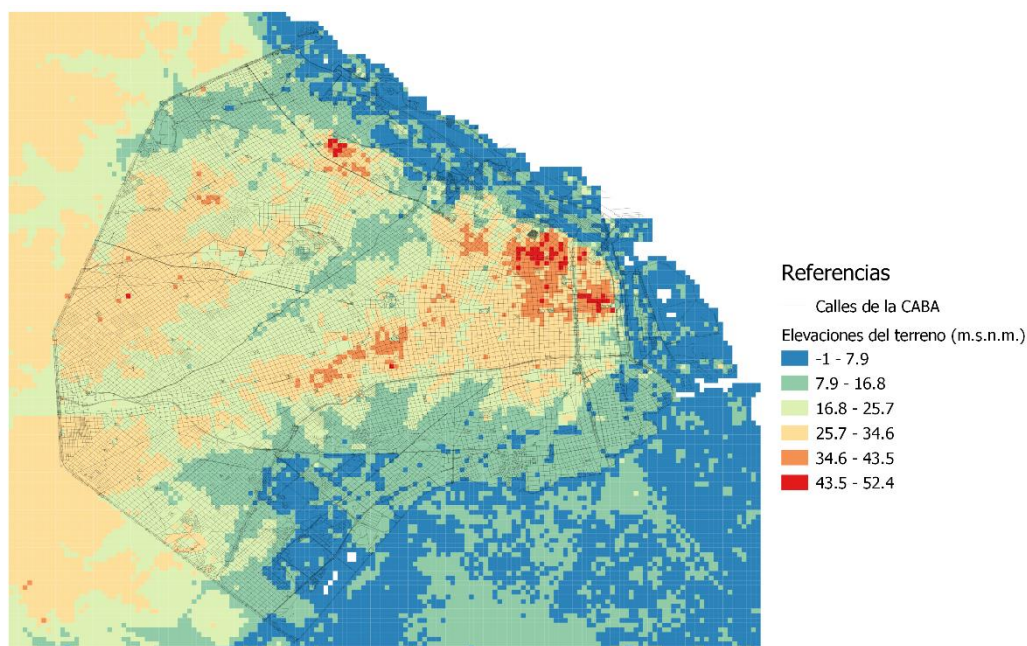 Referencias
Calles de la CABA
Elevaciones del terreno (m.s.n.m.)
-1 - 7.9
7.9 - 16.8
16.8 - 25.7
25.7 - 34.6
34.6 - 43.5
43.5 - 52.4